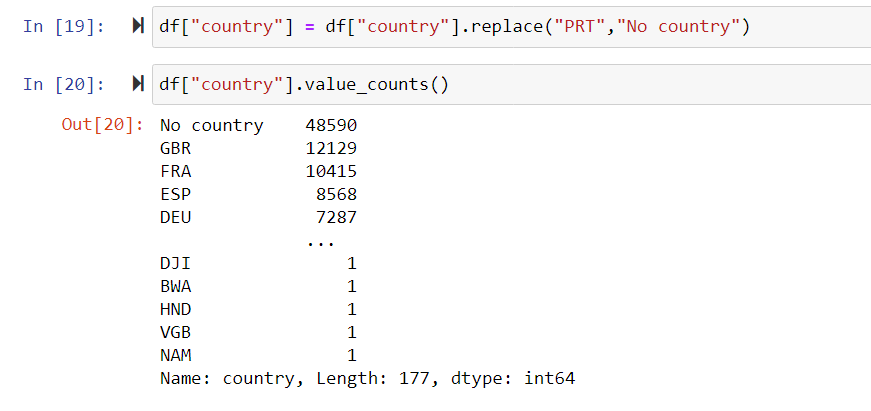 In [19]: df["country"] = df["country"].replace("PRT","No country")
In [20]: df["country"].value_counts()
Out[20]: No country    48590
GBR           12129
FRA           10415
ESP            8568
DEU            7287
...
DJI               1
BWA               1
HND               1
VGB               1
NAM               1
Name: country, Length: 177, dtype: int64